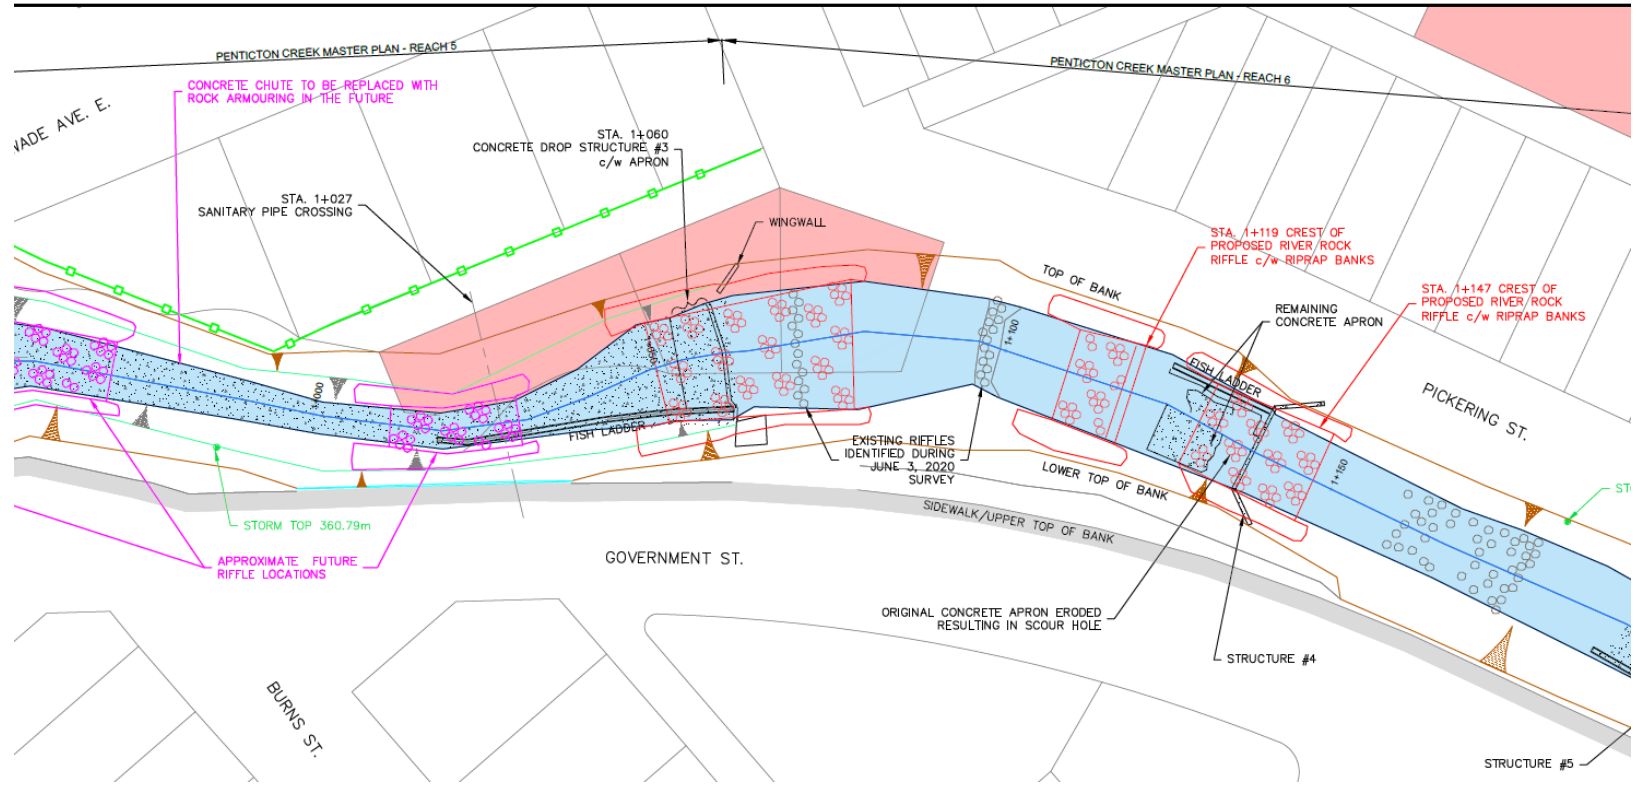 PENTICTON CREEK MASTER PLAN - REACH 5
PENTICTON CREEK MASTER PLAN - REACH 6
CONCRETE CHUTE TO BE REPLACED WITH
ROCK ARMOURING IN THE FUTURE
AVE. E.
STA. 1+060
CONCRETE DROP STRUCTURE #3
c/w APRON
STA. 1+027
SANITARY PIPE CROSSING
WINGWALL
STA. 1+119 CREST OF
PROPOSED RIVER ROCK
RIFFLE c/w RIPRAP BANKS
TOP OF BANK
STA. 1+147 CREST OF
PROPOSED RIVER ROCK
RIFFLE c/w RIPRAP BANKS
REMAINING
CONCRETE APRON
1+100
FISH LADDER
PICKERING ST.
FISH LADDER
EXISTING RIFFLES
IDENTIFIED DURING
JUNE 3, 2020
SURVEY
LOWER TOP OF BANK
1+150
SIDEWALK/UPPER TOP OF BANK
STORM TOP 360.79m
APPROXIMATE FUTURE
RIFFLE LOCATIONS
GOVERNMENT ST.
ORIGINAL CONCRETE APRON ERODED
RESULTING IN SCOUR HOLE
STRUCTURE #4
BURNS ST.
STRUCTURE #5